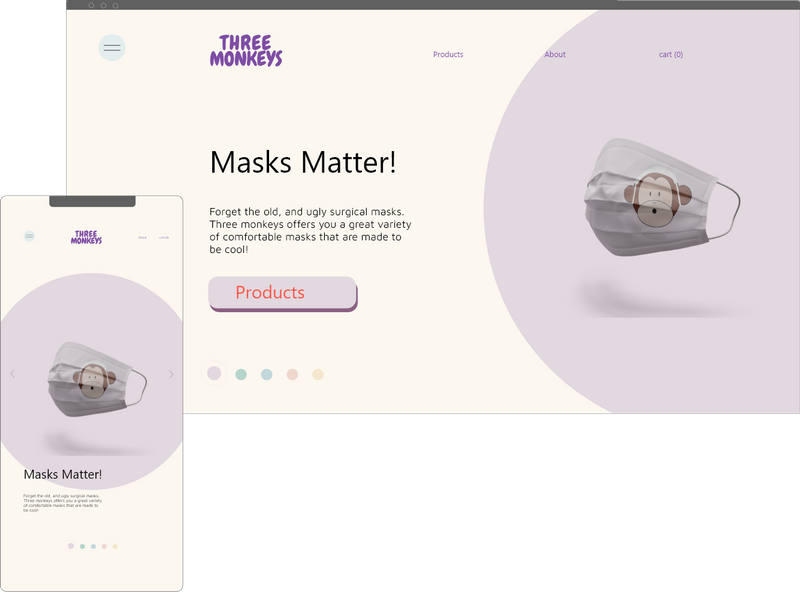 THREE
MONKEYS
Products
About
cart (0)
Masks Matter!
Forget the old, and ugly surgical masks.
Three monkeys offers you a great variety
of comfortable masks that are made to
be cool!
Products
THREE
MONKEYS
Masks Matter!
Forget the old, and ugly surgical masks.
Three monkeys offers you a great variety
of comfortable masks that are made to
be cool!